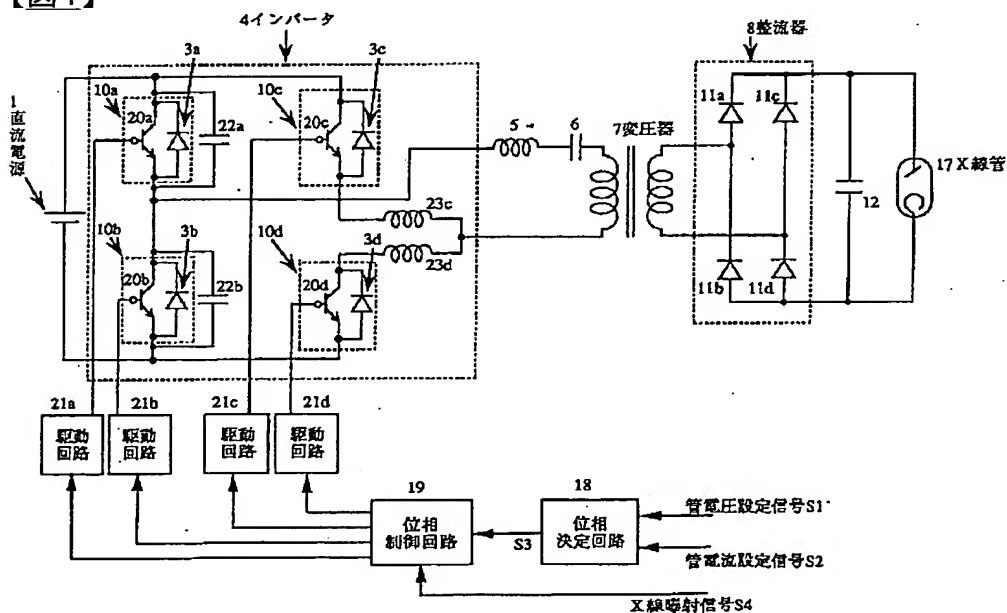 4インバータ
8整流器
3a
3c
10a
10c
20a
20c
22a
1
直流電源
5
6
7変圧器
11a
11c
17X線管
12
23c
23d
10b
10d
3b
3d
20b
20d
22b
11b
11d
21a
21b
21c
21d
駆動
回路
駆動
回路
駆動
回路
駆動
回路
19
18
位相
制御回路
S3
位相
決定回路
管電圧設定信号S1
管電流設定信号S2
X線曝射信号S4